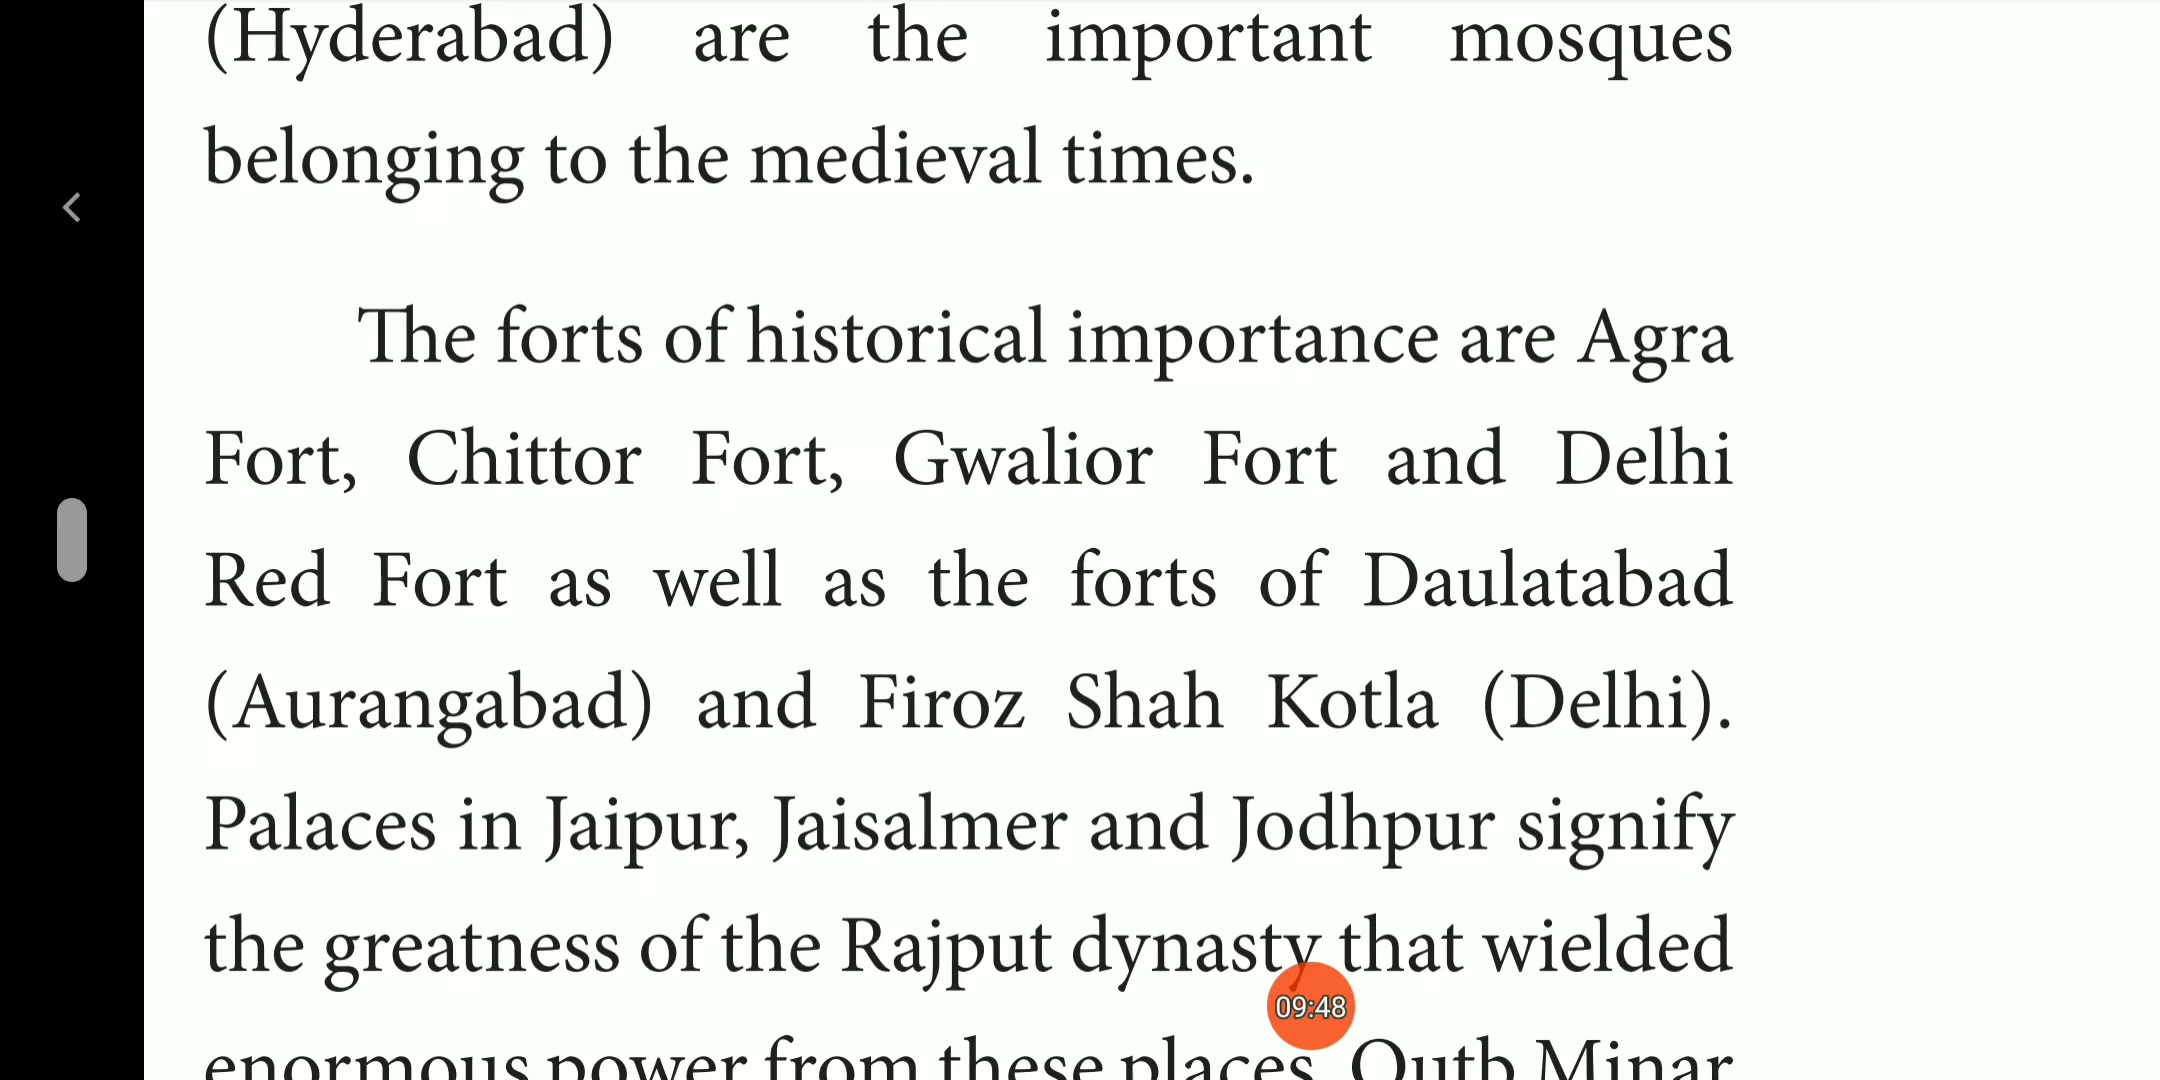 (Hyderabad) are the important mosques
belonging to the medieval times.
The forts of historical importance are Agra
Fort, Chittor Fort, Gwalior Fort and Delhi
Red Fort as well as the forts of Daulatabad
(Aurangabad) and Firoz Shah Kotla (Delhi).
Palaces in Jaipur, Jaisalmer and Jodhpur signify
the greatness of the Rajput dynasty that wielded
09:48
enormous power from these places. Qutb Minar